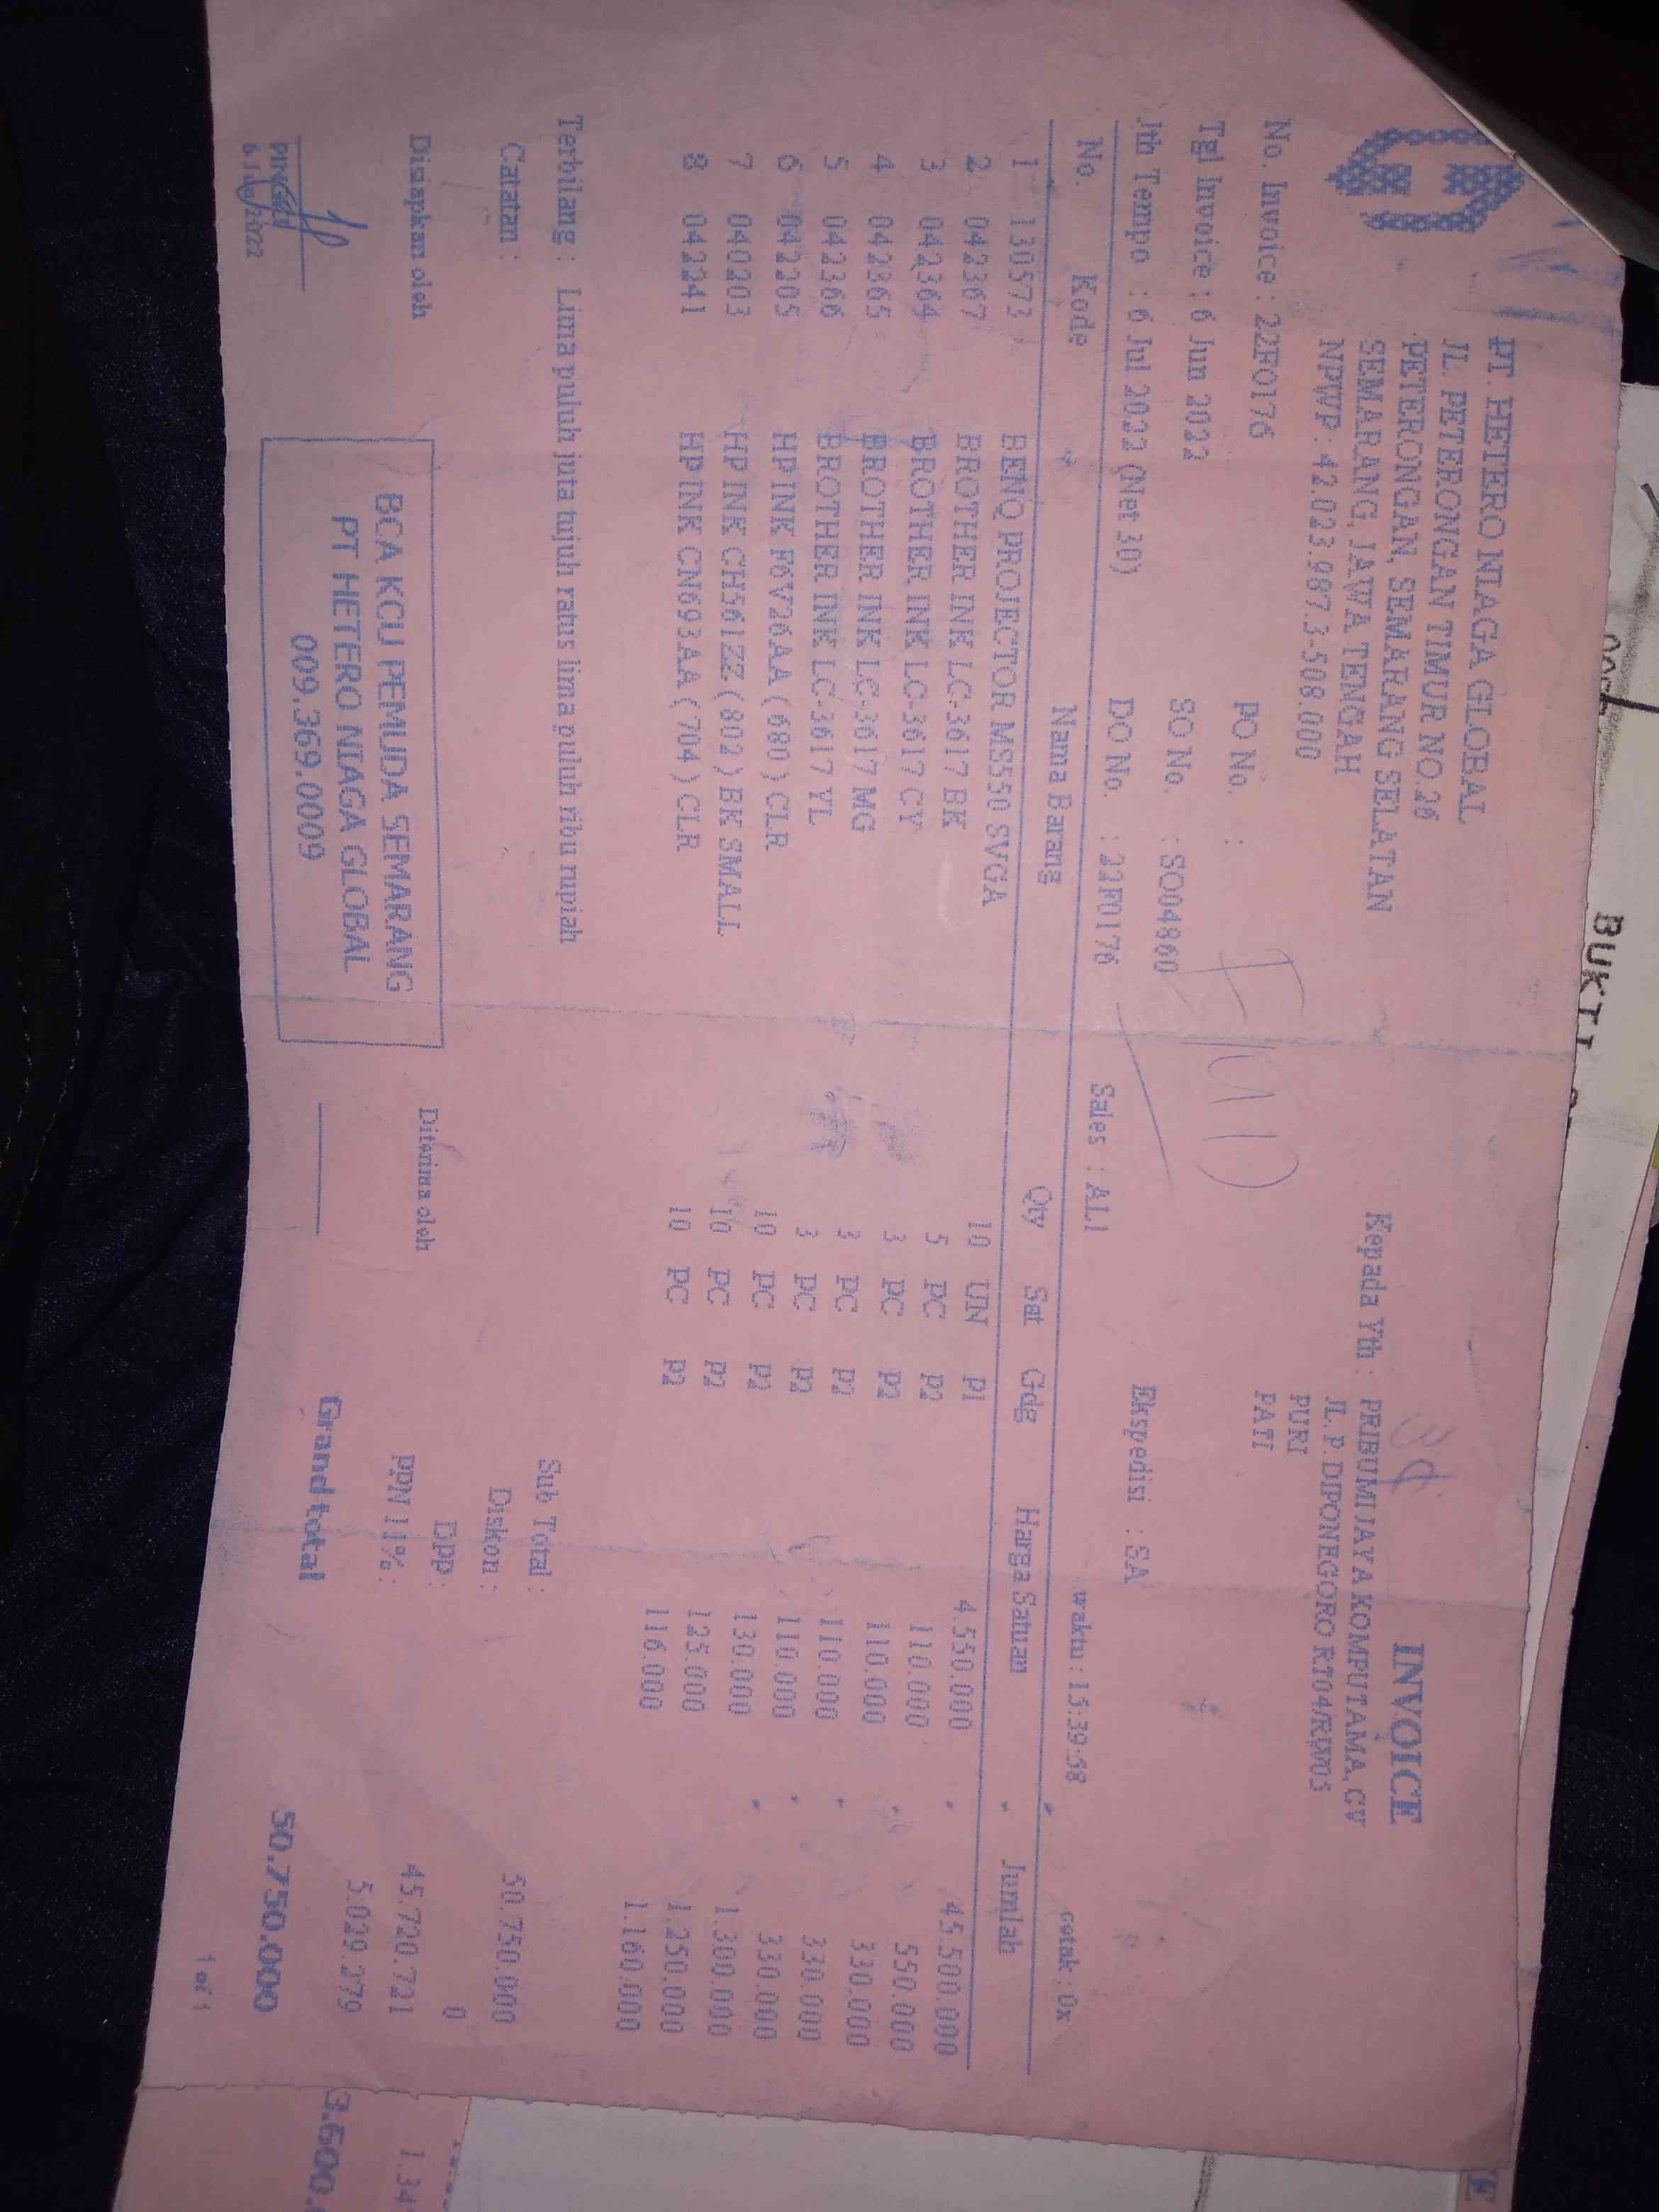 INVOICE
PT. HETERO NIAGA GLOBAL
JL. PETERONGAN TIMUR NO.26
PETERONGAN, SEMARANG SELATAN
SEMARANG, JAWA TENGAH
NPWP : 42.023.987.3-508.000
Kepada Yth : PRIBUMI JAYA KOMPUTAMA, CV
JL. P. DIPONEGORO RT04/RW03
PURI
PATI
No. Invoice : 22F0176 PO No. :
Tgl Invoice : 6 Jun 2022 SO No. : SO04860 Ekspedisi : SA
Jth Tempo : 6 Jul 2022 (Net 30) DO No. : 22F0176 Sales : ALI waktu : 15:39:58 cetak : 0x
No. Kode Nama Barang Qty Sat Gdg Harga Satuan Jumlah
1 130573 BENQ PROJECTOR MS550 SVGA 10 UN P1 4.550.000 45.500.000
2 042367 BROTHER INK LC-3617 BK 5 PC P2 110.000 550.000
3 042364 BROTHER INK LC-3617 CY 3 PC P2 110.000 330.000
4 042365 BROTHER INK LC-3617 MG 3 PC P2 110.000 330.000
5 042366 BROTHER INK LC-3617 YL 3 PC P2 110.000 330.000
6 042205 HP INK F6V26AA ( 680 ) CLR 10 PC P2 130.000 1.300.000
7 040203 HP INK CH561ZZ ( 802 ) BK SMALL 10 PC P2 125.000 1.250.000
8 042241 HP INK CN693AA ( 704 ) CLR 10 PC P2 116.000 1.160.000
Terbilang : Lima puluh juta tujuh ratus lima puluh ribu rupiah
Sub Total : 50.750.000
Catatan :
Diskon : 0
DPP : 45.720.721
PPN 11% : 5.029.279
Grand total 50.750.000
Disiapkan oleh
Diterima oleh
BCA KCU PEMUDA SEMARANG
PT HETERO NIAGA GLOBAL
009.369.0009
1 of 1
BUKTI
3.600.
1.34